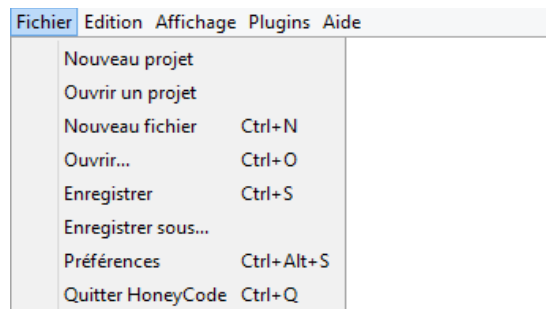 Fichier Edition Affichage Plugins Aide
Nouveau projet
Ouvrir un projet
Nouveau fichier Ctrl+N
Ouvrir... Ctrl+O
Enregistrer Ctrl+S
Enregistrer sous...
Préférences Ctrl+Alt+S
Quitter HoneyCode Ctrl+Q